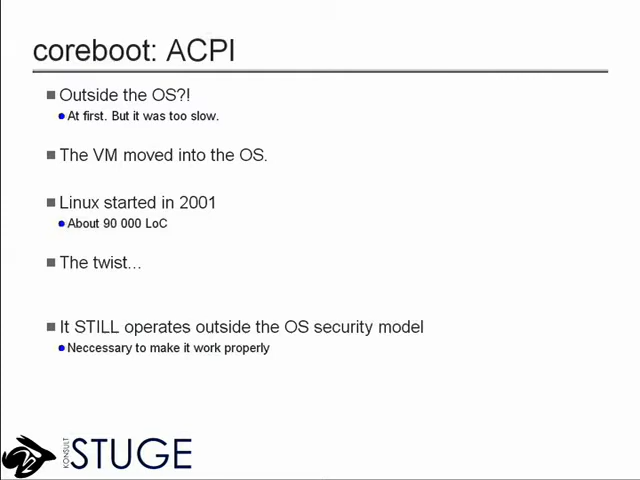 coreboot: ACPI
Outside the OS?!
At first. But it was too slow.
The VM moved into the OS.
Linux started in 2001
About 90 000 LoC
The twist...
It STILL operates outside the OS security model
Neccessary to make it work properly
KONSULT
STUGE